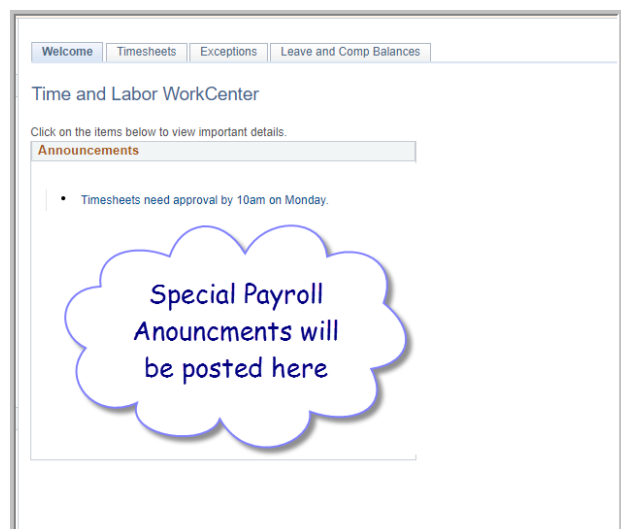 Welcome Timesheets Exceptions Leave and Comp Balances
Time and Labor WorkCenter
Click on the items below to view important details.
Announcements
• Timesheets need approval by 10am on Monday.
Special Payroll
Anouncments will
be posted here